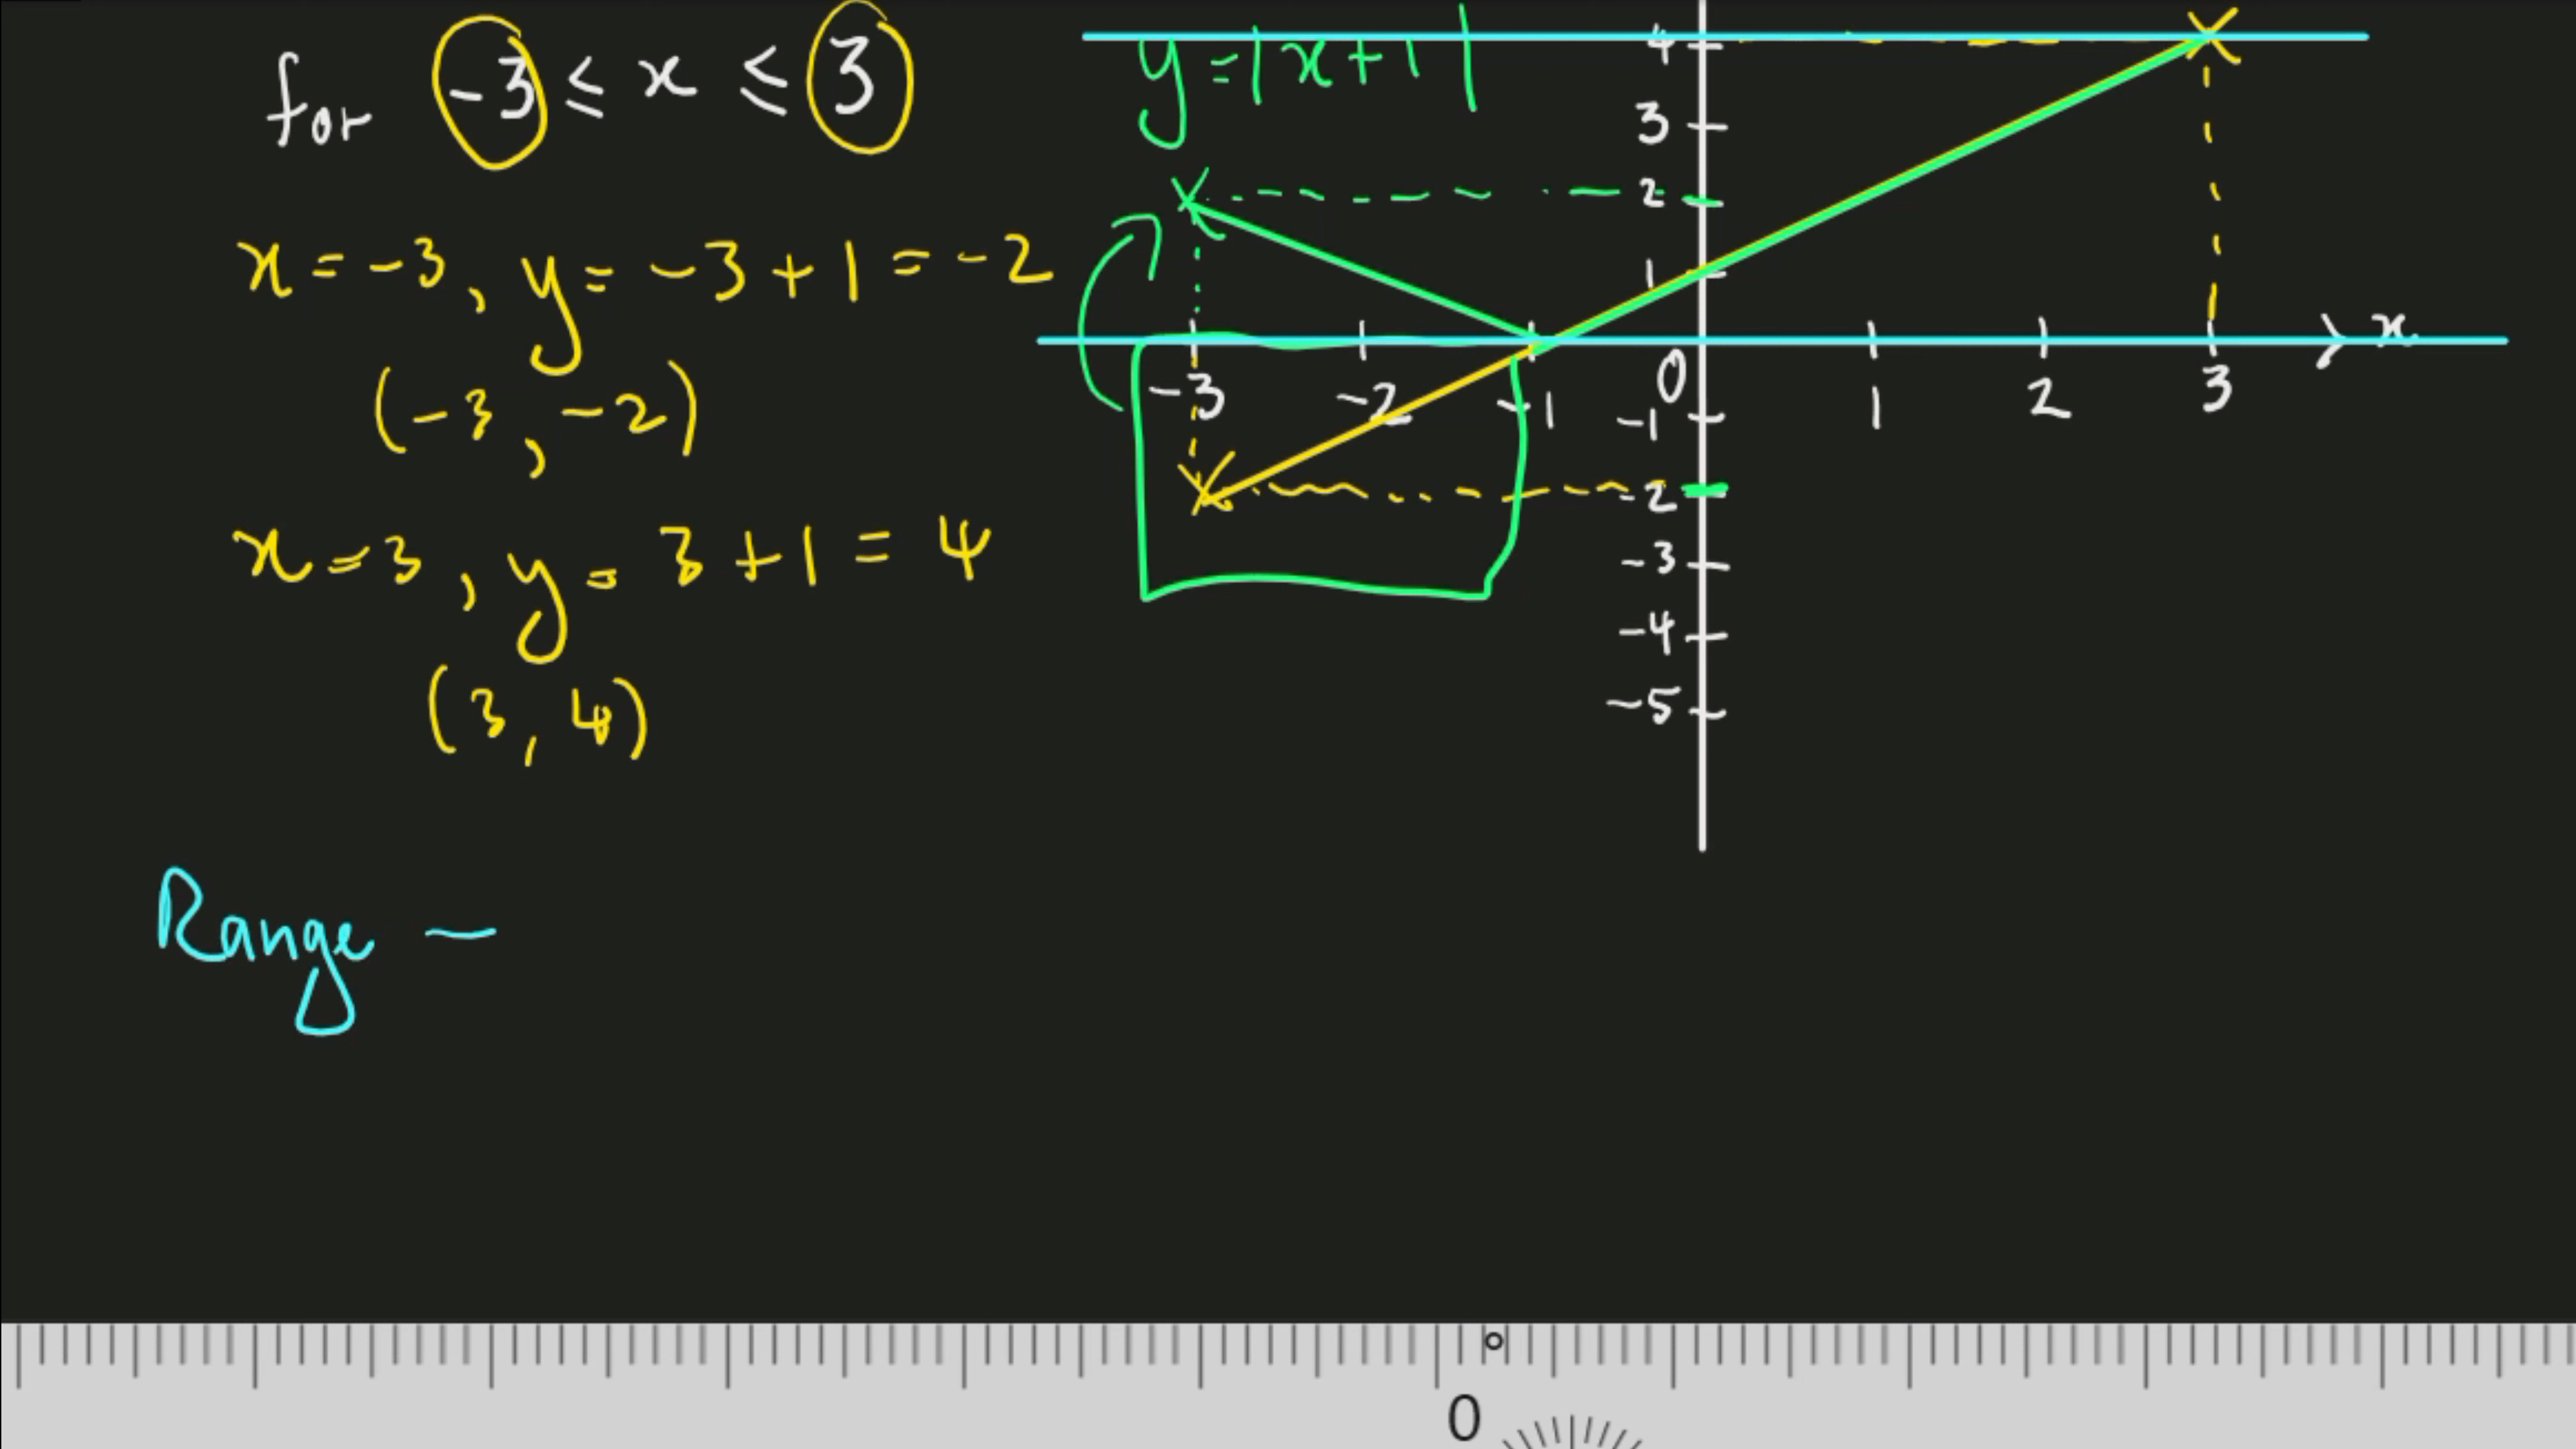 for -3 ≤ x ≤ 3
x = -3, y = -3 + 1 = -2
(-3, -2)
x = 3, y = 3 + 1 = 4
(3, 4)
Range —
y = |x + 1|
4
3
2
1
x
-3 -2 -1 0 1 2 3
-1
-2
-3
-4
-5
0